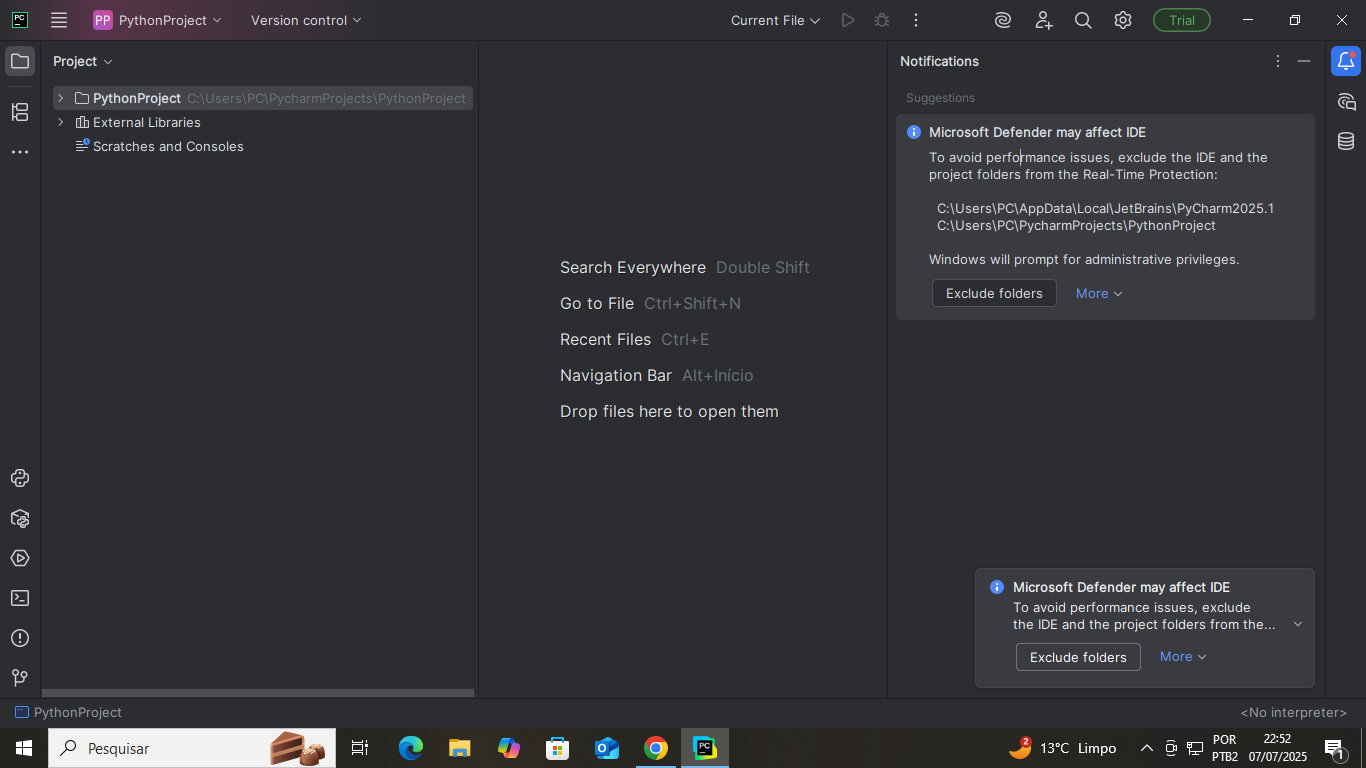 PC
PP PythonProject
Version control
Current File
Trial
Project
PythonProject C:\Users\PC\PycharmProjects\PythonProject
External Libraries
Scratches and Consoles
Search Everywhere Double Shift
Go to File Ctrl+Shift+N
Recent Files Ctrl+E
Navigation Bar Alt+Início
Drop files here to open them
Notifications
Suggestions
Microsoft Defender may affect IDE
To avoid performance issues, exclude the IDE and the
project folders from the Real-Time Protection:
C:\Users\PC\AppData\Local\JetBrains\PyCharm2025.1
C:\Users\PC\PycharmProjects\PythonProject
Windows will prompt for administrative privileges.
Exclude folders More
Microsoft Defender may affect IDE
To avoid performance issues, exclude
the IDE and the project folders from the...
Exclude folders More
PythonProject
<No interpreter>
Pesquisar
PC
2
13°C Limpo
POR
PTB2
22:52
07/07/2025
1